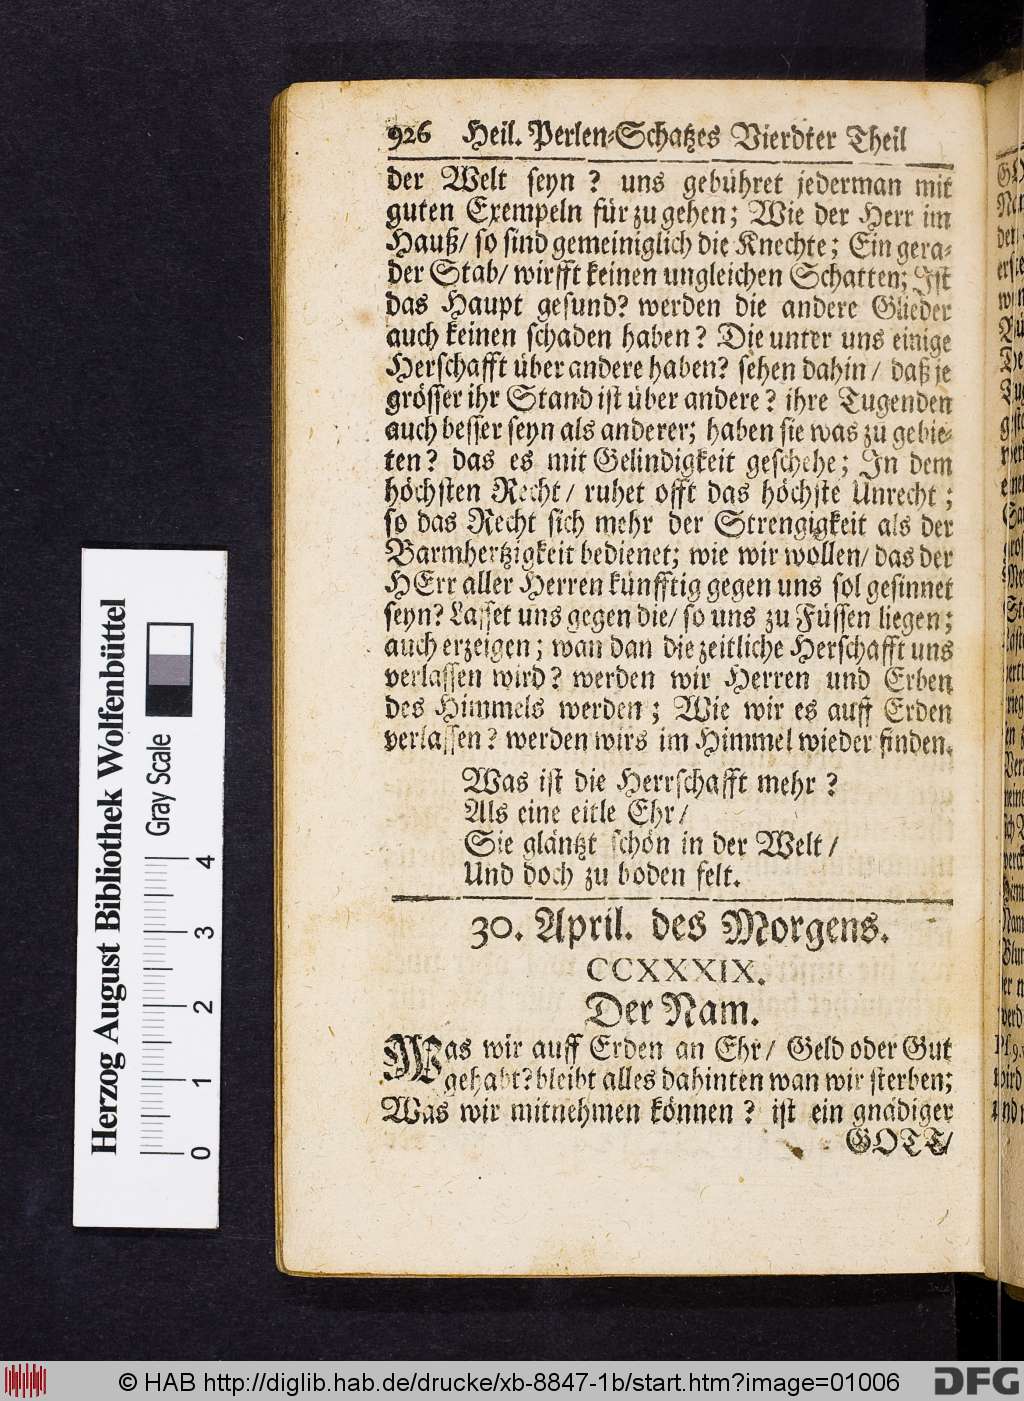 926 Heil. Perlen-Schatzes Vierdter Theil
der Welt seyn? uns gebühret jederman mit
guten Exempeln für zu gehen; Wie der Herr im
Hauß/ so sind gemeiniglich die Knechte; Ein gera-
der Stab/ wirfft keinen ungleichen Schatten; Ist
das Haupt gesund? werden die andere Glieder
auch keinen schaden haben? Die unter uns einige
Herschafft über andere haben? sehen dahin/ daß je
grösser ihr Stand ist über andere? ihre Tugenden
auch besser seyn als anderer; haben sie was zu gebie-
ten? das es mit Gelindigkeit geschehe; In dem
höchsten Recht/ ruhet offt das höchste Unrecht;
so das Recht sich mehr der Strengigkeit als der
Barmhertzigkeit bedienet; wie wir wollen/ das der
HErr aller Herren künfftig gegen uns sol gesinnet
seyn? Lasset uns gegen die/ so uns zu Füssen liegen;
auch erzeigen; wan dan die zeitliche Herschafft uns
verlassen wird? werden wir Herren und Erben
des Himmels werden; Wie wir es auff Erden
verlassen? werden wirs im Himmel wieder finden.
Was ist die Herrschafft mehr?
Als eine eitle Ehr/
Sie gläntzt schön in der Welt/
Und doch zu boden felt.
30. April. des Morgens.
CCXXXIX.
Der Nam.
Was wir auff Erden an Ehr/ Geld oder Gut
gehabt? bleibt alles dahinten wan wir sterben;
Was wir mitnehmen können? ist ein gnädiger
GOTT/
Herzog August Bibliothek Wolfenbüttel
Gray Scale
0 1 2 3 4
© HAB http://diglib.hab.de/drucke/xb-8847-1b/start.htm?image=01006
DFG